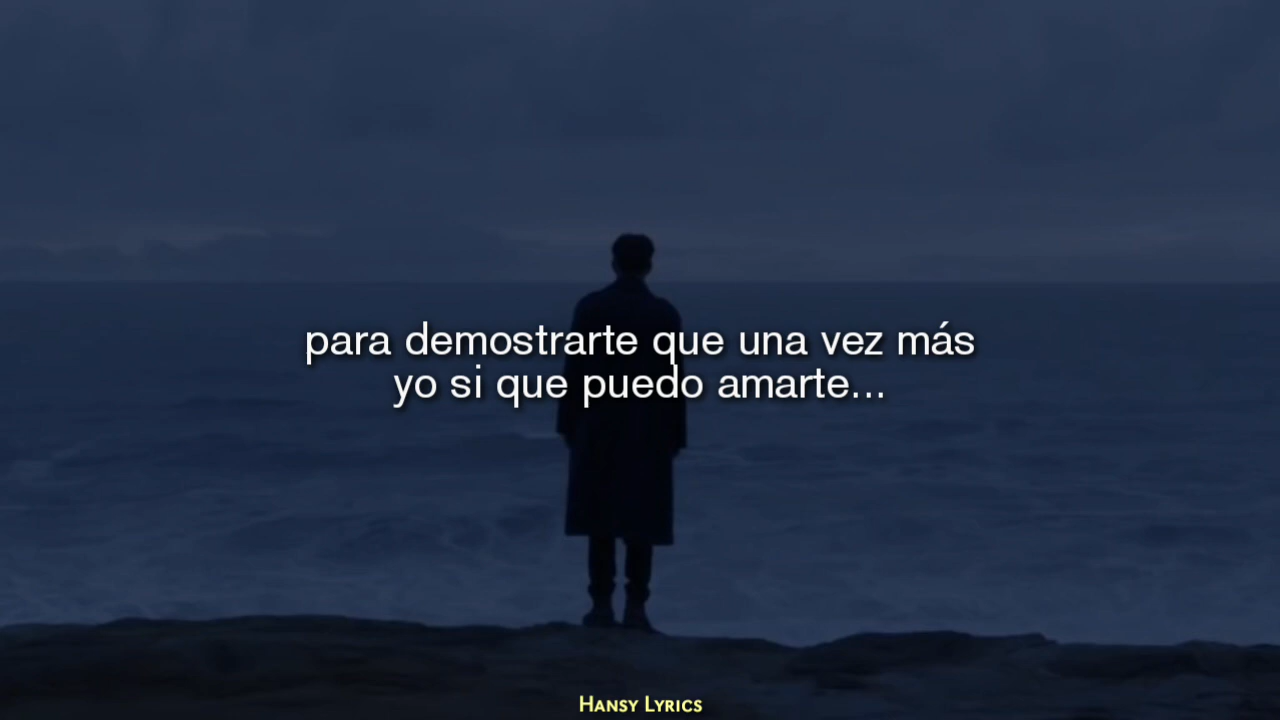 para demostrarte que una vez más
yo si que puedo amarte...
Hansy Lyrics